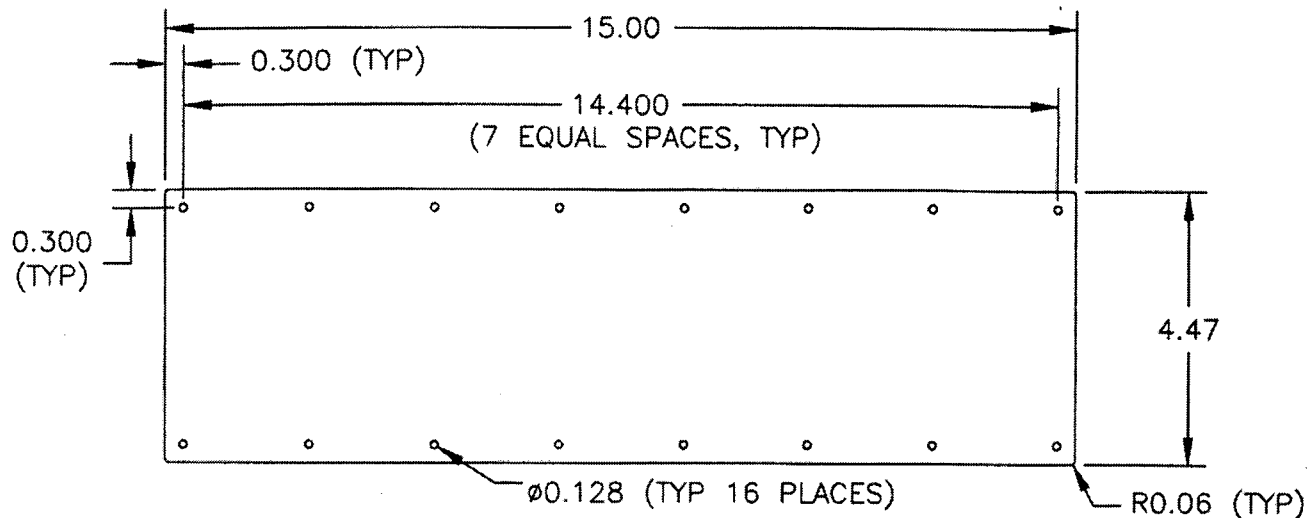 15.00
0.300 (TYP)
14.400
(7 EQUAL SPACES, TYP)
0.300
(TYP)
4.47
ø0.128 (TYP 16 PLACES)
R0.06 (TYP)